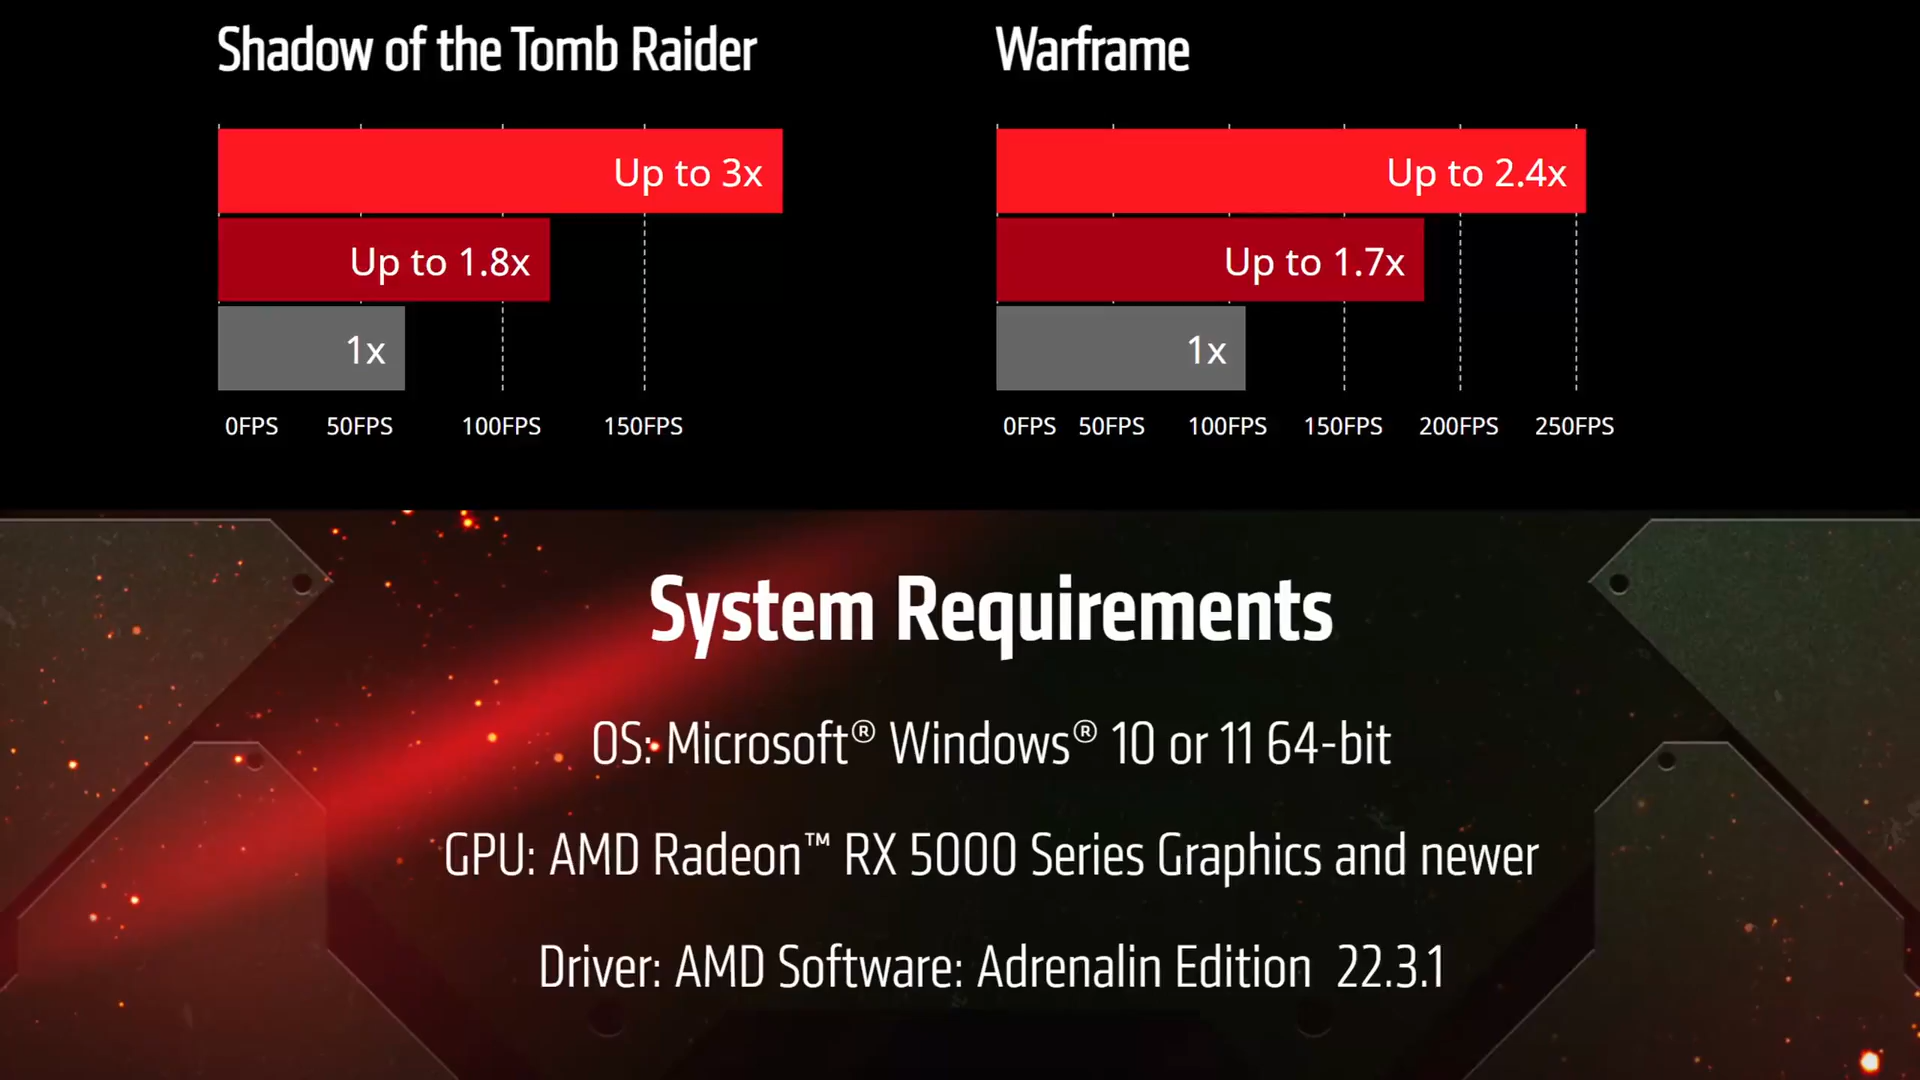 Shadow of the Tomb Raider
Up to 3x
Up to 1.8x
1x
0FPS 50FPS 100FPS 150FPS
Warframe
Up to 2.4x
Up to 1.7x
1x
0FPS 50FPS 100FPS 150FPS 200FPS 250FPS
System Requirements
OS: Microsoft® Windows® 10 or 11 64-bit
GPU: AMD Radeon™ RX 5000 Series Graphics and newer
Driver: AMD Software: Adrenalin Edition 22.3.1